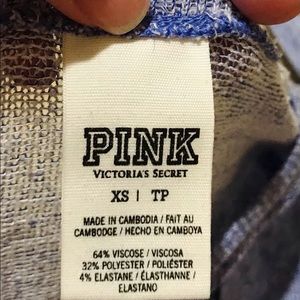 PINK
VICTORIA'S SECRET
XS | TP
MADE IN CAMBODIA / FAIT AU
CAMBODGE / HECHO EN CAMBOYA
64% VISCOSE / VISCOSA
32% POLYESTER / POLIÉSTER
4% ELASTANE / ÉLASTHANNE /
ELASTANO